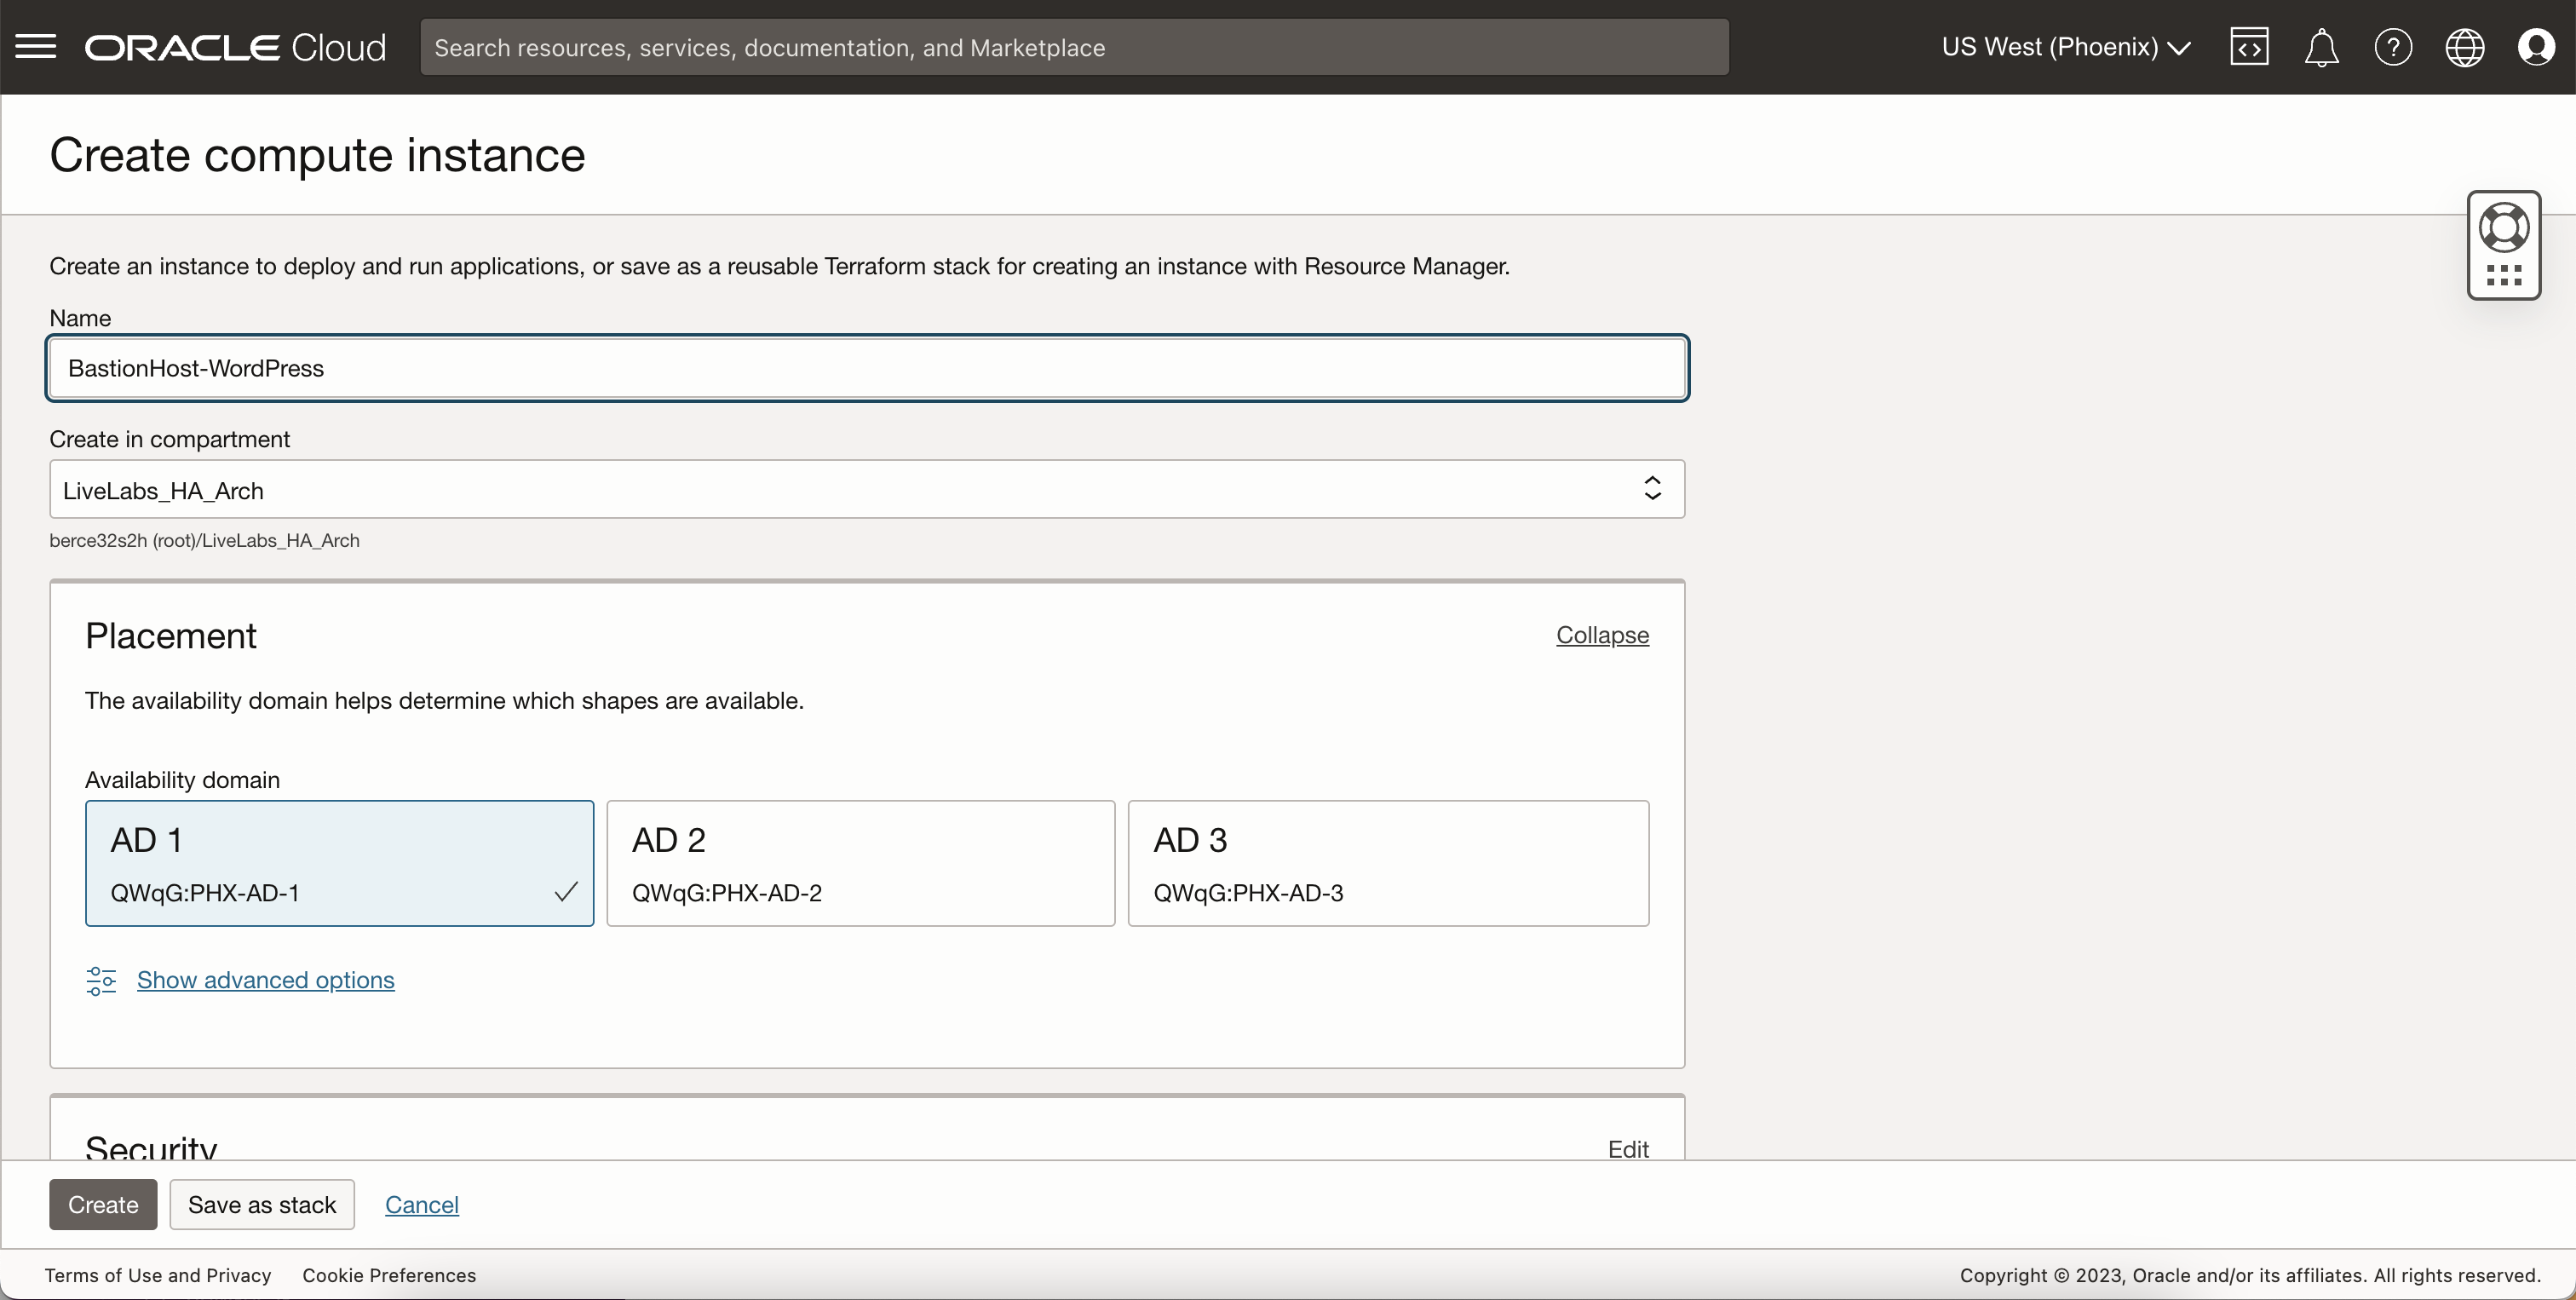 ORACLE Cloud
Search resources, services, documentation, and Marketplace
US West (Phoenix)
Create compute instance
Create an instance to deploy and run applications, or save as a reusable Terraform stack for creating an instance with Resource Manager.
Name
BastionHost-WordPress
Create in compartment
LiveLabs_HA_Arch
berce32s2h (root)/LiveLabs_HA_Arch
Placement
Collapse
The availability domain helps determine which shapes are available.
Availability domain
AD 1
QWqG:PHX-AD-1
AD 2
QWqG:PHX-AD-2
AD 3
QWqG:PHX-AD-3
Show advanced options
Security
Edit
Create
Save as stack
Cancel
Terms of Use and Privacy
Cookie Preferences
Copyright © 2023, Oracle and/or its affiliates. All rights reserved.